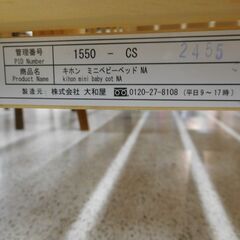 管理番号 PID Number 1550 - CS 2455
製品名 Product Name キホン ミニベビーベッド NA
kihon mini baby cot NA
製造元: 株式会社 大和屋 0120-27-8108 (平日9~17時)